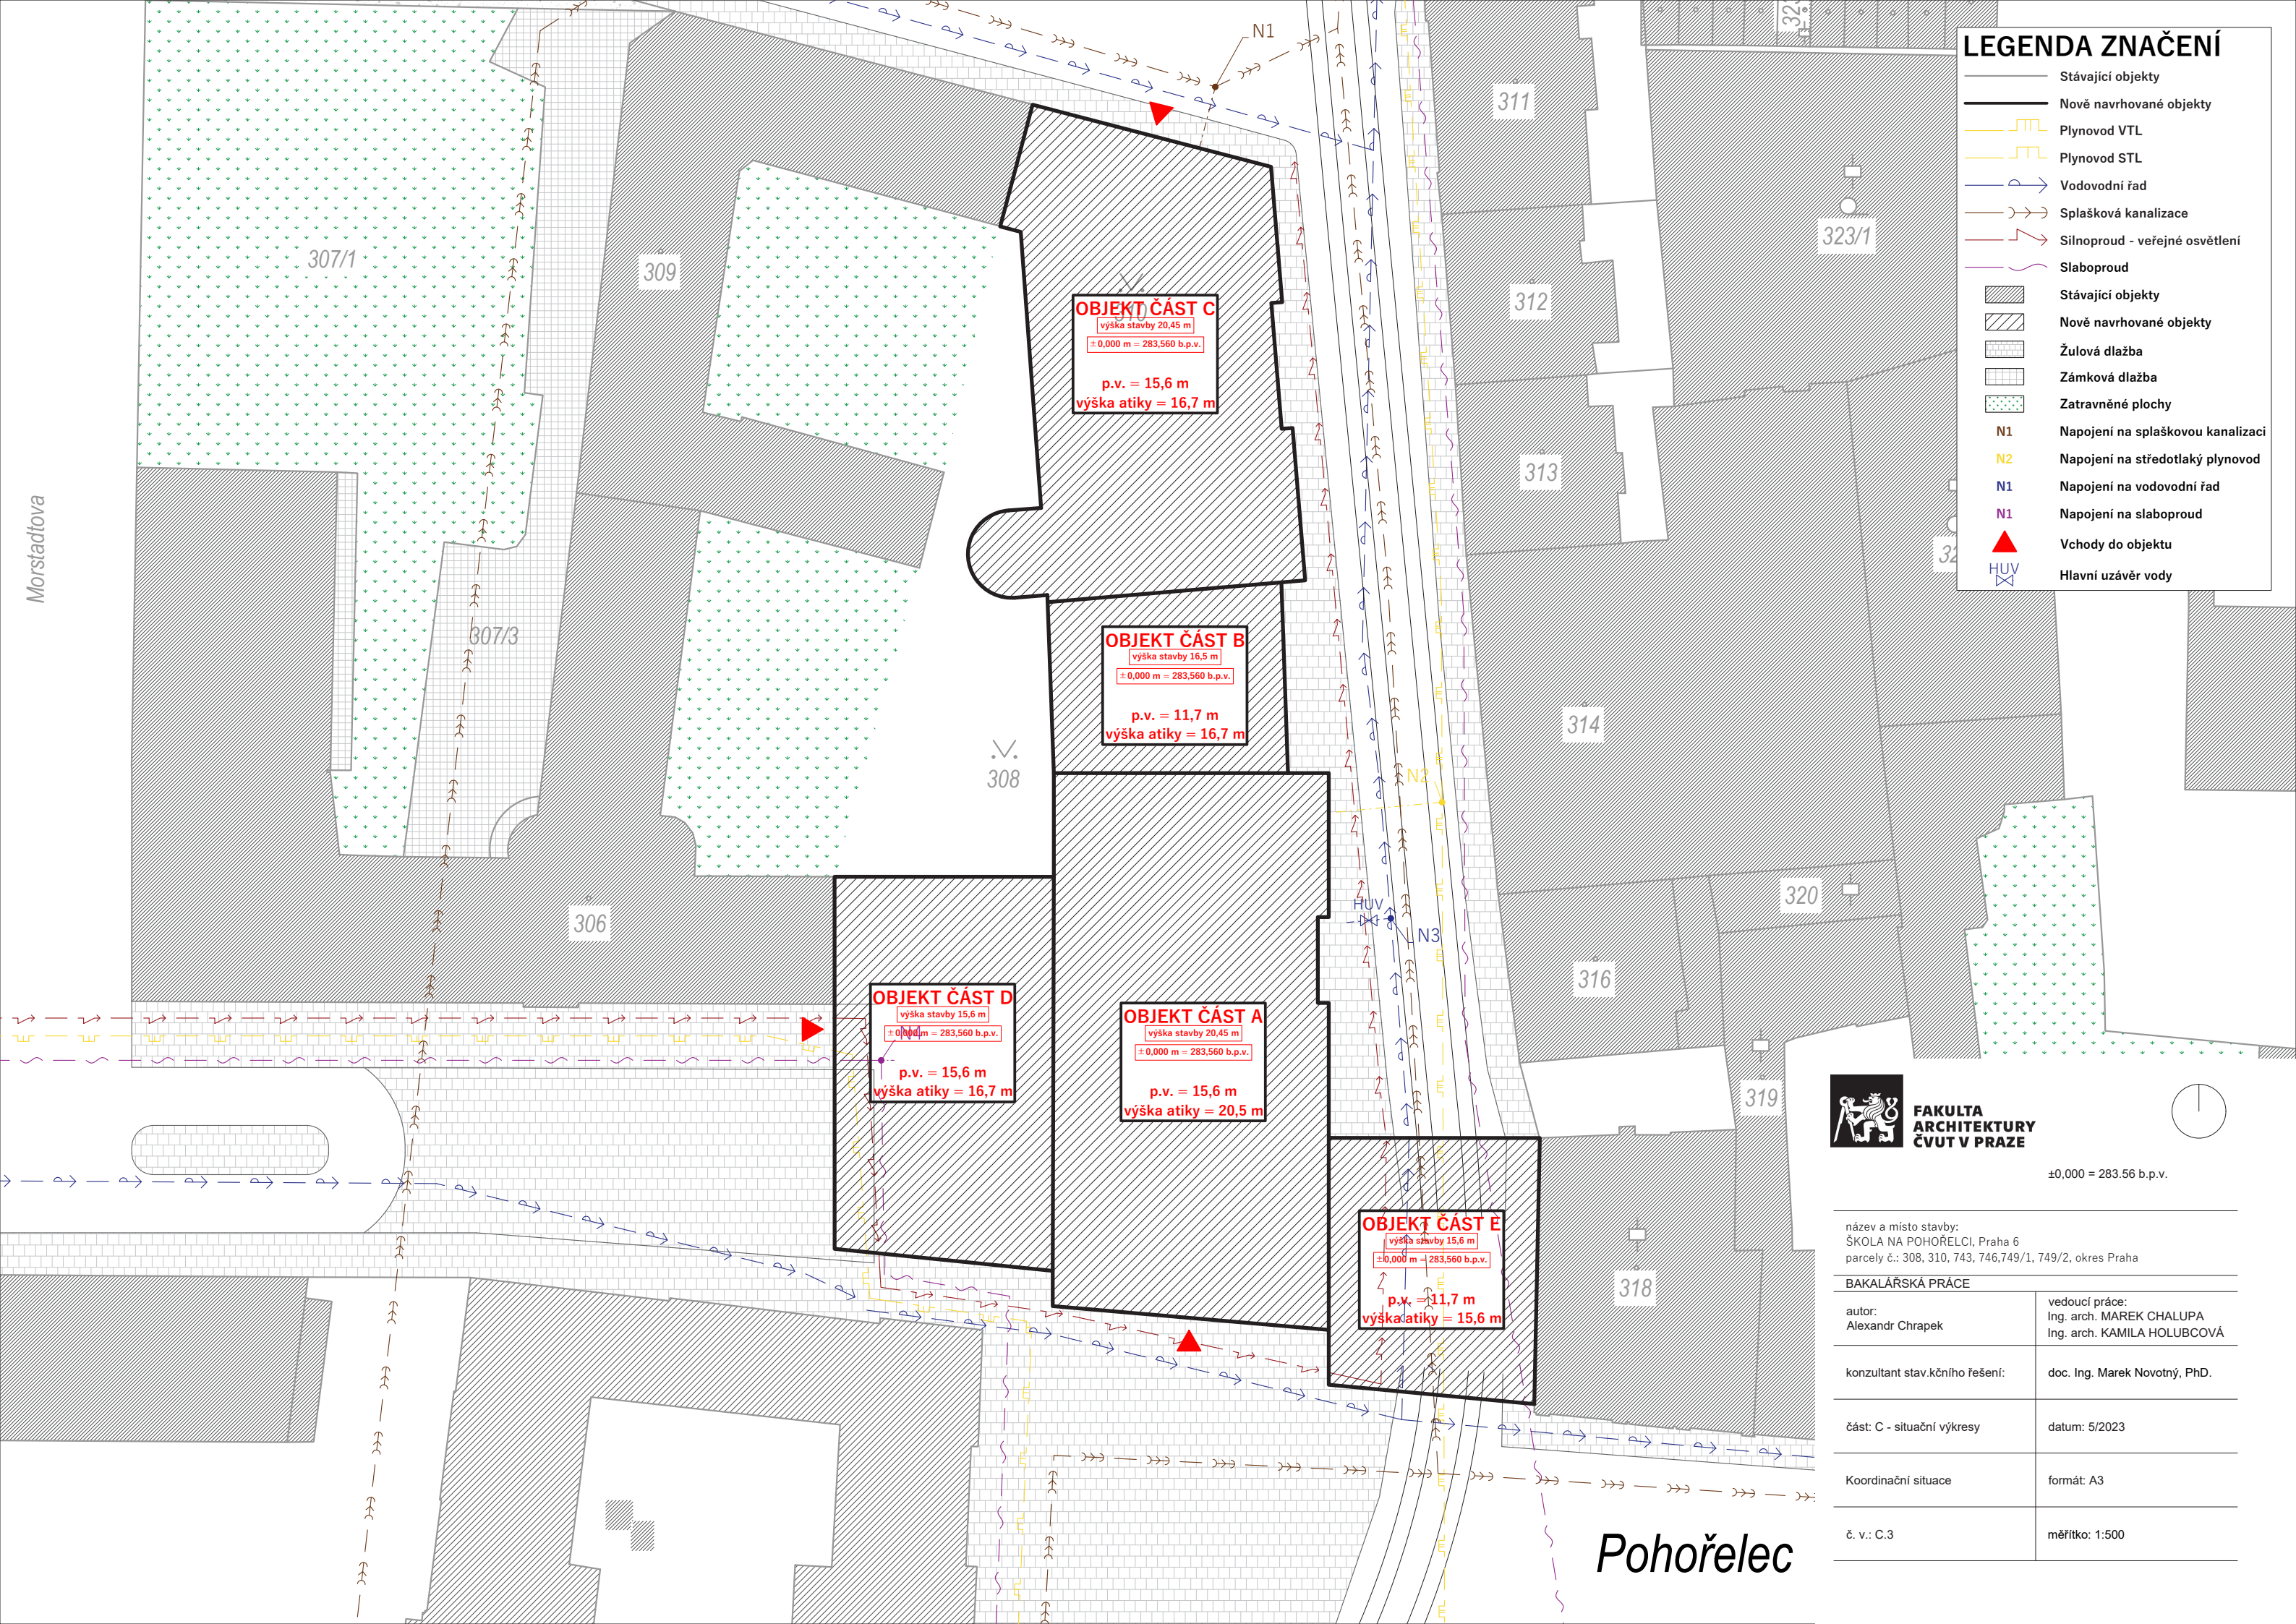 N1
311
323/1
307/1
309
312
OBJEKT ČÁST C
310
výška stavby 20,45 m
±0,000 m = 283,560 b.p.v.
p.v. = 15,6 m
výška atiky = 16,7 m
313
Morstadtova
307/3
OBJEKT ČÁST B
výška stavby 16,5 m
±0,000 m = 283,560 b.p.v.
p.v. = 11,7 m
výška atiky = 16,7 m
308
314
N2
306
HUV
N3
320
316
OBJEKT ČÁST D
výška stavby 15,6 m
±0,000 m = 283,560 b.p.v.
N4
p.v. = 15,6 m
výška atiky = 16,7 m
OBJEKT ČÁST A
výška stavby 20,45 m
±0,000 m = 283,560 b.p.v.
p.v. = 15,6 m
výška atiky = 20,5 m
319
OBJEKT ČÁST E
výška stavby 15,6 m
±0,000 m = 283,560 b.p.v.
p.v. = 11,7 m
výška atiky = 15,6 m
318
Pohořelec
LEGENDA ZNAČENÍ
Stávající objekty
Nově navrhované objekty
Plynovod VTL
Plynovod STL
Vodovodní řad
Splašková kanalizace
Silnoproud - veřejné osvětlení
Slaboproud
Stávající objekty
Nově navrhované objekty
Žulová dlažba
Zámková dlažba
Zatravněné plochy
N1 Napojení na splaškovou kanalizaci
N2 Napojení na středotlaký plynovod
N1 Napojení na vodovodní řad
N1 Napojení na slaboproud
Vchody do objektu
HUV Hlavní uzávěr vody
FAKULTA
ARCHITEKTURY
ČVUT V PRAZE
±0,000 = 283.56 b.p.v.
název a místo stavby:
ŠKOLA NA POHOŘELCI, Praha 6
parcely č.: 308, 310, 743, 746,749/1, 749/2, okres Praha
BAKALÁŘSKÁ PRÁCE
autor:
Alexandr Chrapek
vedoucí práce:
Ing. arch. MAREK CHALUPA
Ing. arch. KAMILA HOLUBCOVÁ
konzultant stav.kčního řešení:
doc. Ing. Marek Novotný, PhD.
část: C - situační výkresy
datum: 5/2023
Koordinační situace
formát: A3
č. v.: C.3
měřítko: 1:500